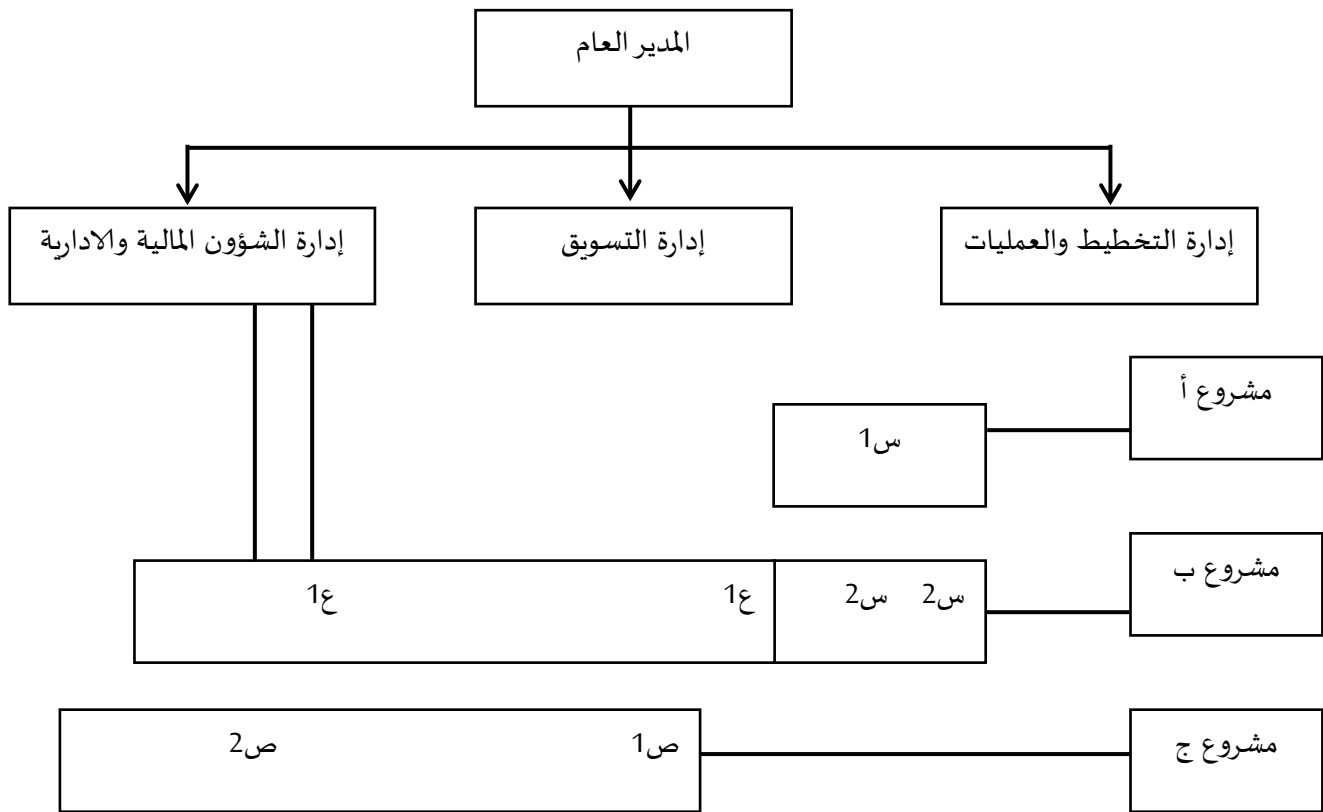 المدير العام
إدارة التخطيط والعمليات
إدارة التسويق
إدارة الشؤون المالية والادارية
مشروع أ
س1
مشروع ب
س2 س2
ع1 ع1
مشروع ج
ص1 ص2